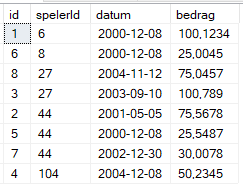 id spelerId datum bedrag
1 6 2000-12-08 100,1234
6 8 2000-12-08 25,0045
8 27 2004-11-12 75,0457
3 27 2003-09-10 100,789
2 44 2001-05-05 75,5678
5 44 2000-12-08 25,5487
7 44 2002-12-30 30,0078
4 104 2004-12-08 50,2345